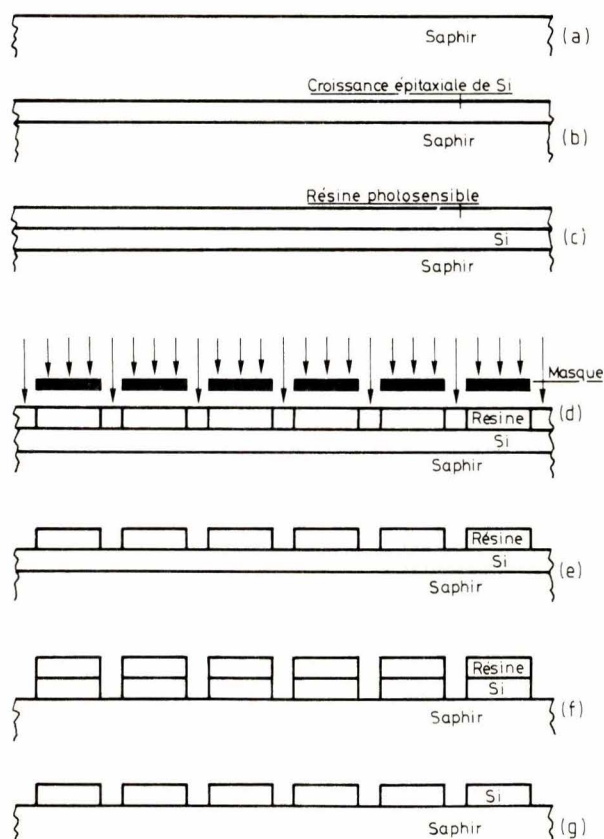 Saphir (a)
Croissance épitaxiale de Si
Saphir (b)
Résine photosensible
Si (c)
Saphir
Masque
Résine (d)
Si
Saphir
Résine
Si (e)
Saphir
Résine
Si
Saphir (f)
Si
Saphir (g)